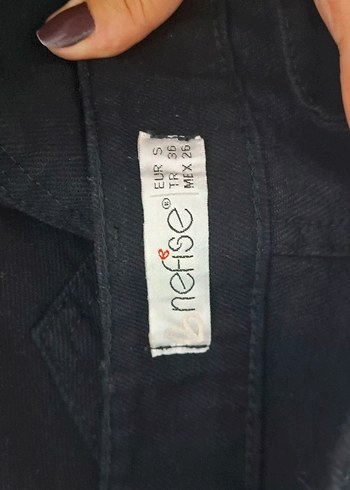 EUR S
TR 36
MEX 26
nefise®